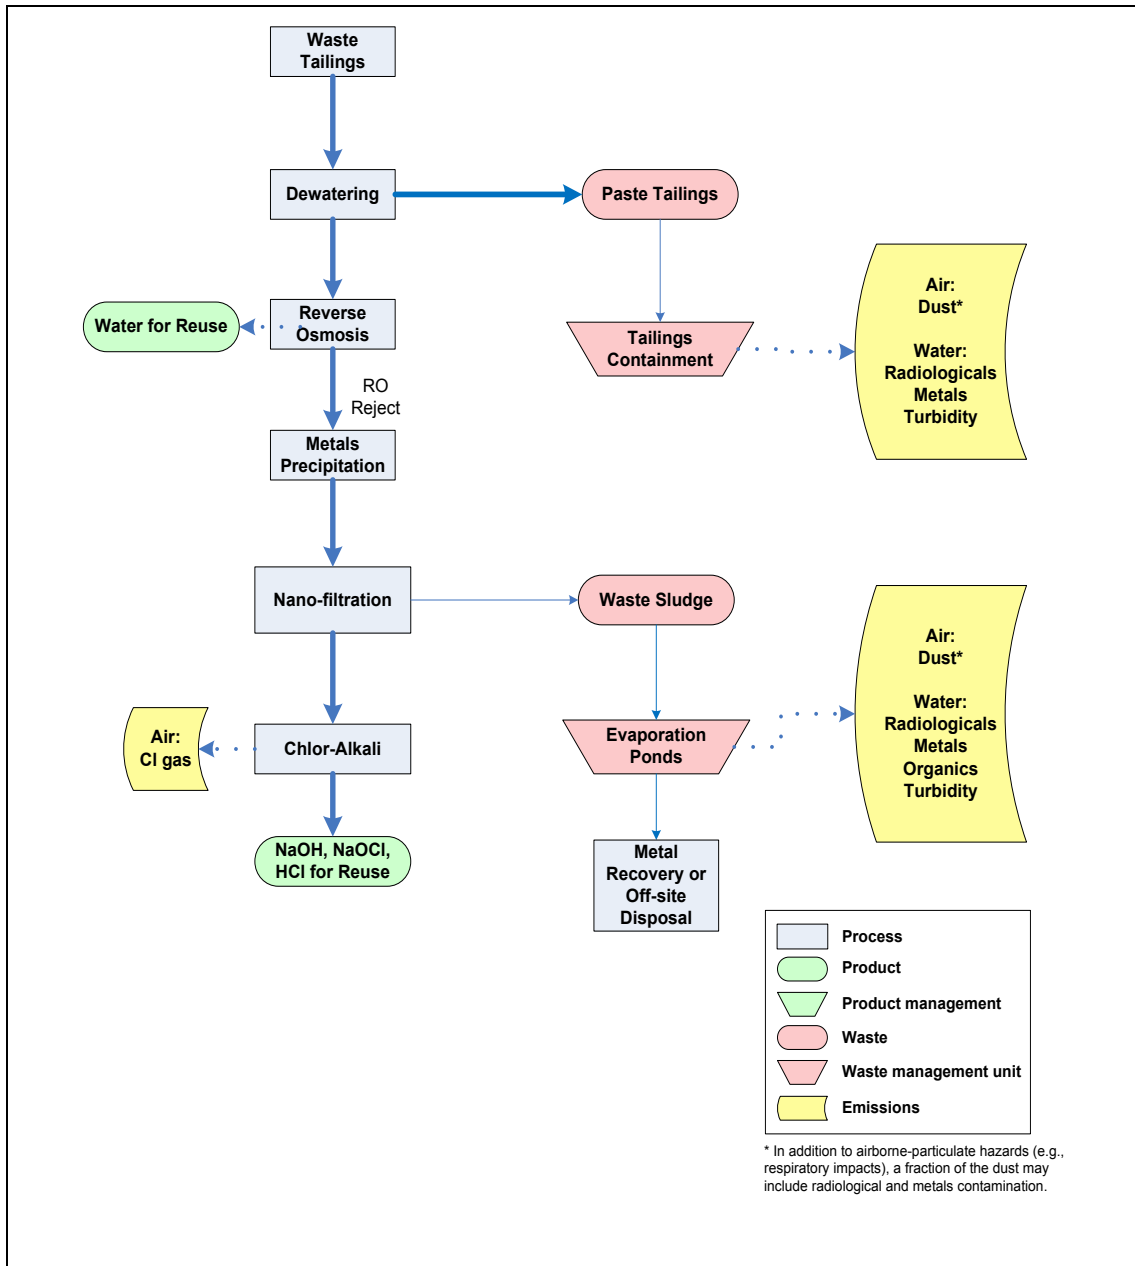 Waste
Tailings
Dewatering
Paste Tailings
Air:
Dust*
Water:
Radiologicals
Metals
Turbidity
Water for Reuse
Reverse
Osmosis
Tailings
Containment
RO
Reject
Metals
Precipitation
Nano-filtration
Waste Sludge
Air:
Dust*
Water:
Radiologicals
Metals
Organics
Turbidity
Air:
Cl gas
Chlor-Alkali
Evaporation
Ponds
NaOH, NaOCl,
HCl for Reuse
Metal
Recovery or
Off-site
Disposal
Process
Product
Product management
Waste
Waste management unit
Emissions
* In addition to airborne-particulate hazards (e.g.,
respiratory impacts), a fraction of the dust may
include radiological and metals contamination.